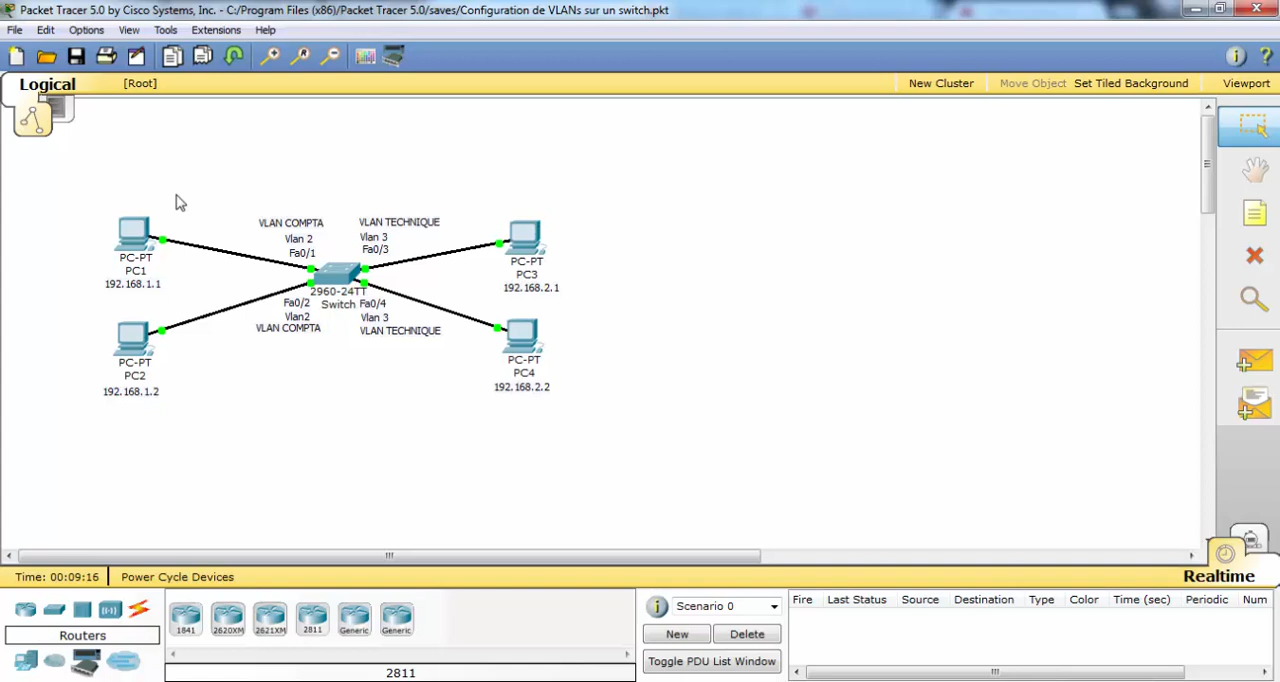 Packet Tracer 5.0 by Cisco Systems, Inc. - C:/Program Files (x86)/Packet Tracer 5.0/saves/Configuration de VLANs sur un switch.pkt
File Edit Options View Tools Extensions Help
Logical
[Root]
New Cluster
Move Object
Set Tiled Background
Viewport
VLAN COMPTA
Vlan 2
Fa0/1
VLAN TECHNIQUE
Vlan 3
Fa0/3
PC-PT
PC1
192.168.1.1
PC-PT
PC3
192.168.2.1
2960-24TT
Switch
Fa0/2
Vlan2
VLAN COMPTA
Fa0/4
Vlan 3
VLAN TECHNIQUE
PC-PT
PC2
192.168.1.2
PC-PT
PC4
192.168.2.2
Time: 00:09:16
Power Cycle Devices
Realtime
Routers
1841
2620XM
2621XM
2811
Generic
Generic
2811
Scenario 0
New
Delete
Toggle PDU List Window
Fire Last Status Source Destination Type Color Time (sec) Periodic Num